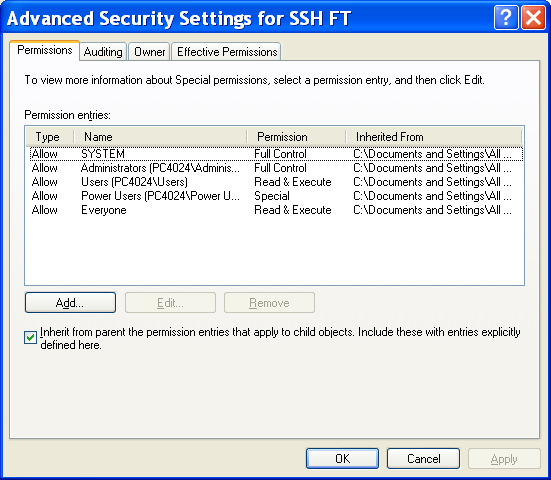 Advanced Security Settings for SSH FT
Permissions Auditing Owner Effective Permissions
To view more information about Special permissions, select a permission entry, and then click Edit.
Permission entries:
Type Name Permission Inherited From
Allow SYSTEM Full Control C:\Documents and Settings\All ...
Allow Administrators (PC4024\Adminis... Full Control C:\Documents and Settings\All ...
Allow Users (PC4024\Users) Read & Execute C:\Documents and Settings\All ...
Allow Power Users (PC4024\Power U... Special C:\Documents and Settings\All ...
Allow Everyone Read & Execute C:\Documents and Settings\All ...
Add... Edit... Remove
Inherit from parent the permission entries that apply to child objects. Include these with entries explicitly
defined here.
OK Cancel Apply